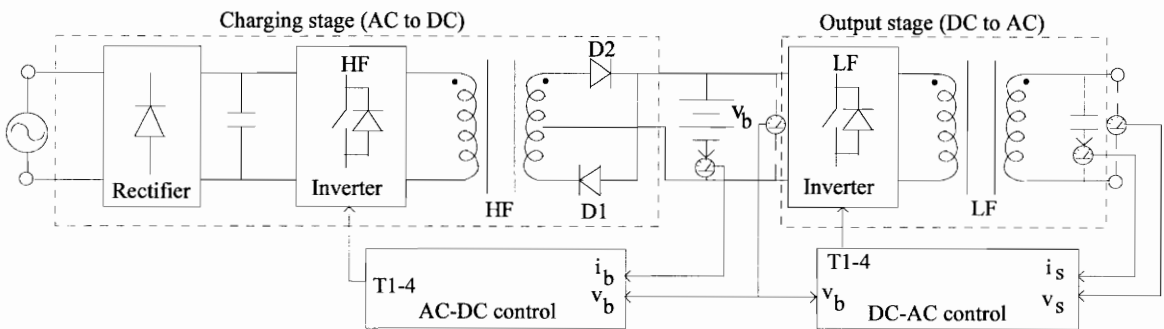 Charging stage (AC to DC)
Output stage (DC to AC)
D2
HF
LF
v_b
Rectifier
Inverter
HF
D1
Inverter
LF
T1-4
i_b
v_b
AC-DC control
T1-4
v_b
i_s
v_s
DC-AC control